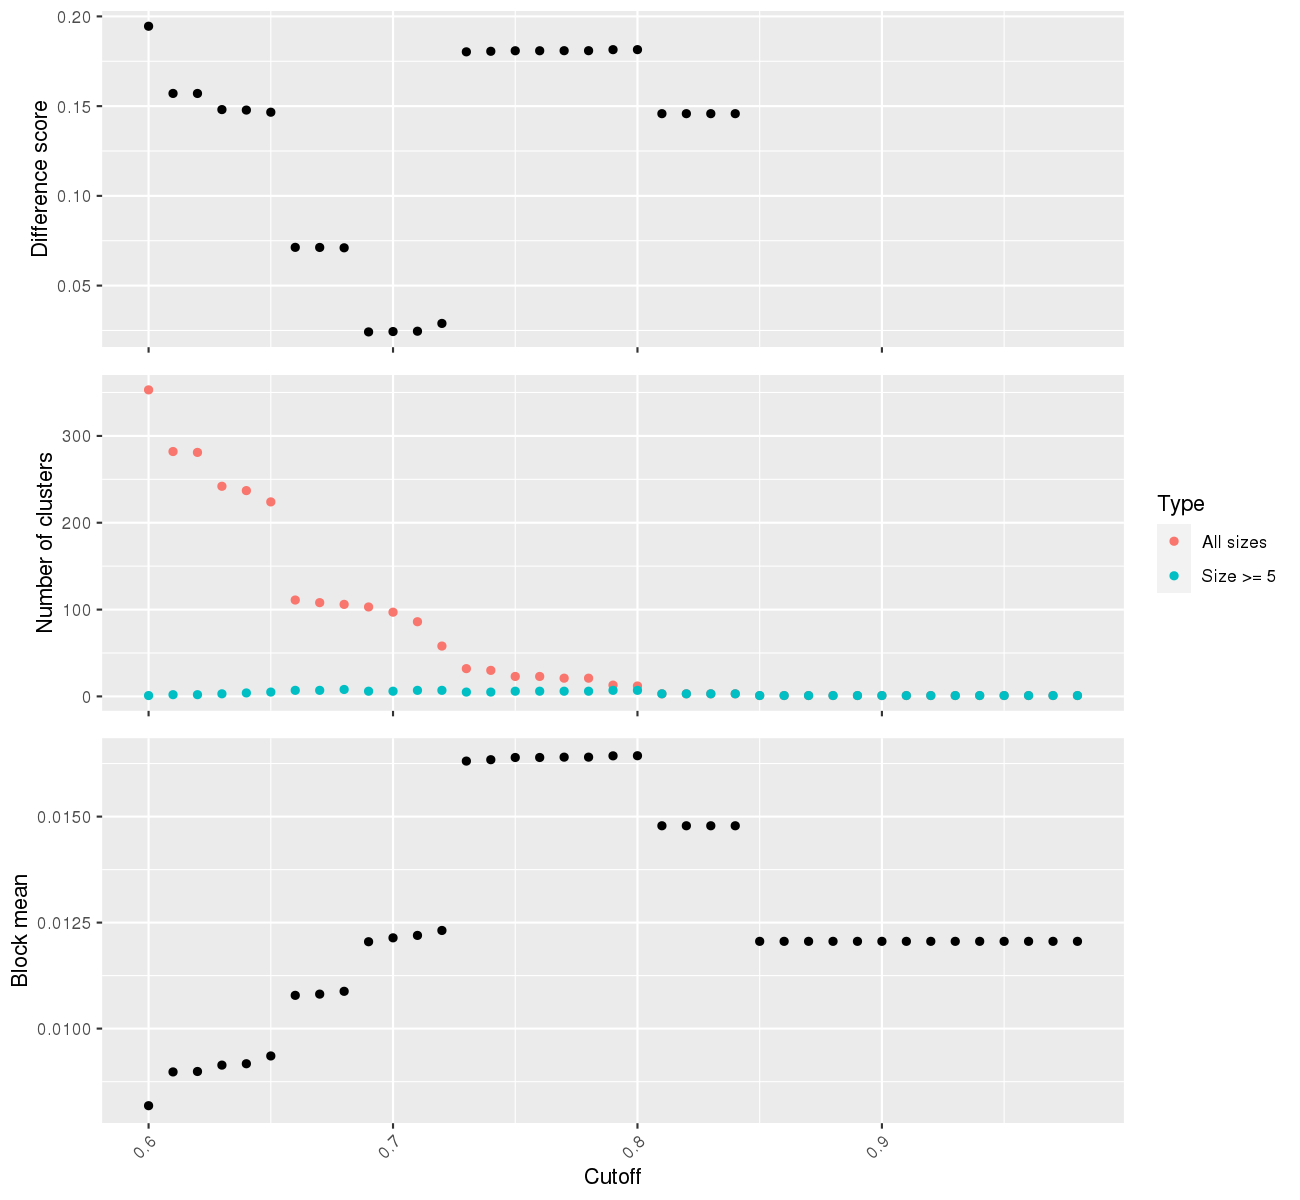 0.20
0.15
0.10
0.05
Difference score
300
200
100
0
Number of clusters
Type
All sizes
Size >= 5
0.0150
0.0125
0.0100
Block mean
0.6
0.7
0.8
0.9
Cutoff